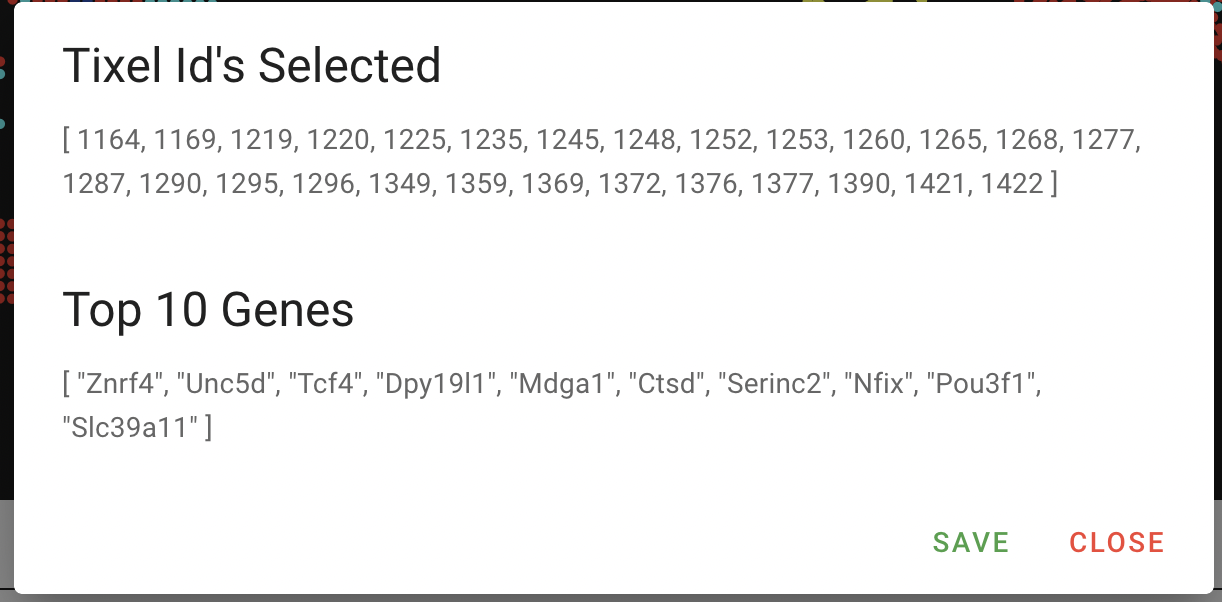 Tixel Id's Selected
[ 1164, 1169, 1219, 1220, 1225, 1235, 1245, 1248, 1252, 1253, 1260, 1265, 1268, 1277,
1287, 1290, 1295, 1296, 1349, 1359, 1369, 1372, 1376, 1377, 1390, 1421, 1422 ]
Top 10 Genes
[ "Znrf4", "Unc5d", "Tcf4", "Dpy19l1", "Mdga1", "Ctsd", "Serinc2", "Nfix", "Pou3f1",
"Slc39a11" ]
SAVE CLOSE